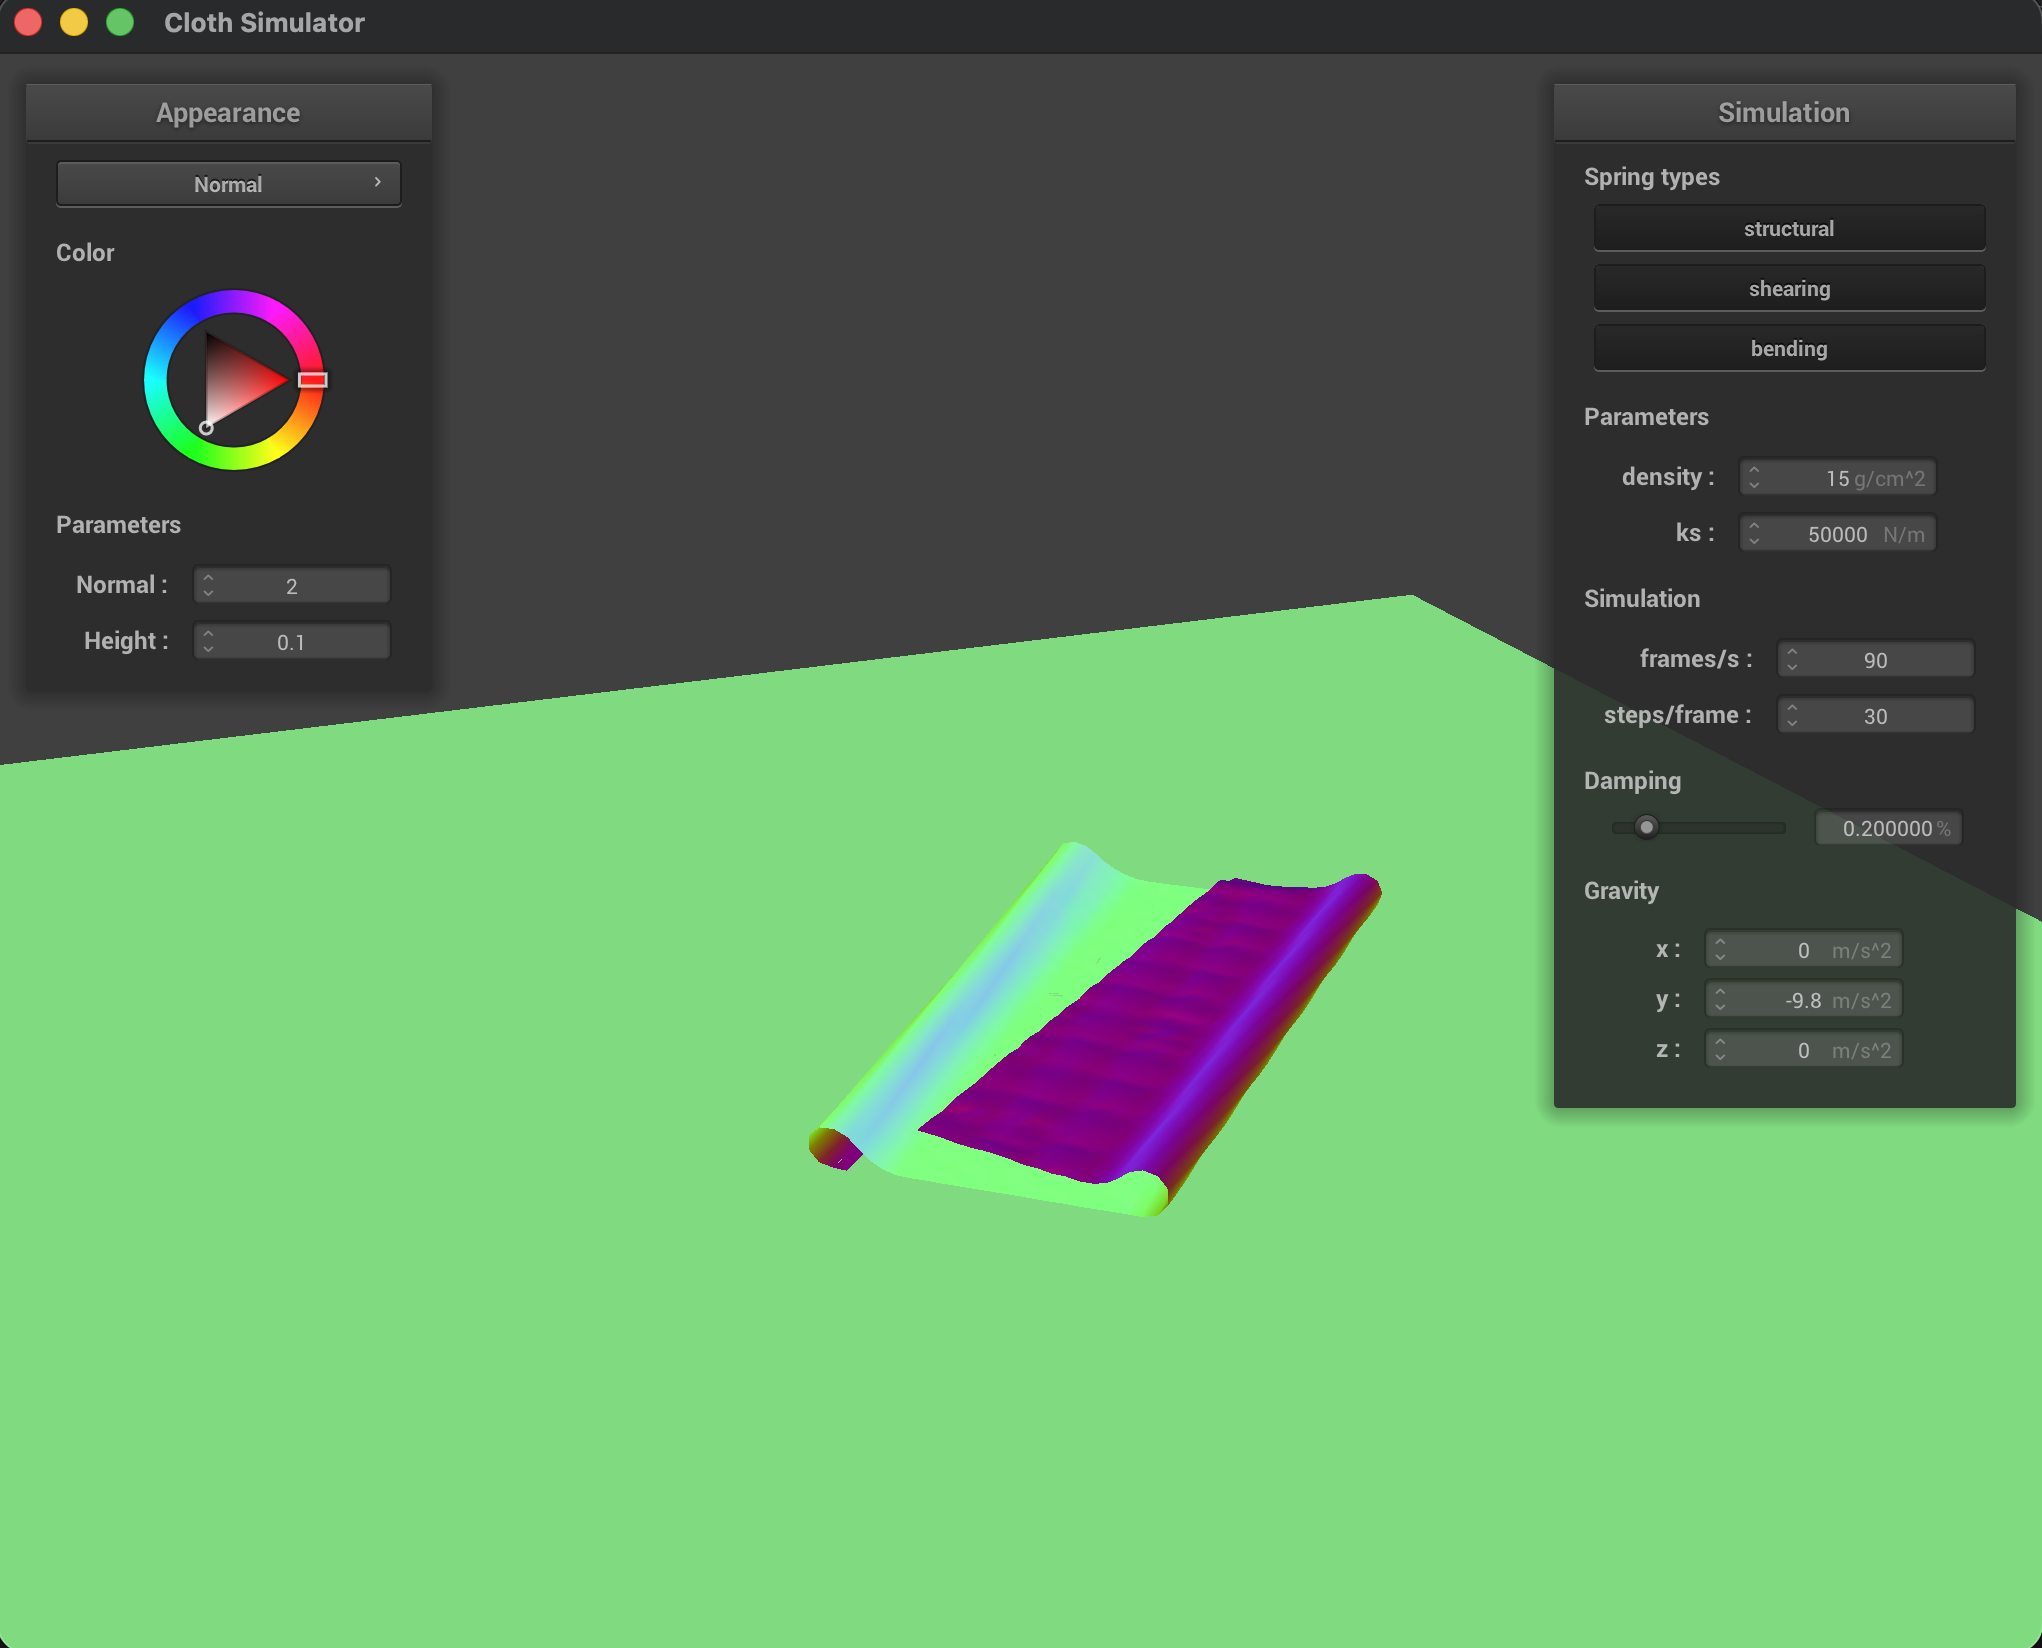 Cloth Simulator
Appearance
Normal
Color
Parameters
Normal : 2
Height : 0.1
Simulation
Spring types
structural
shearing
bending
Parameters
density : 15 g/cm^2
ks : 50000 N/m
Simulation
frames/s : 90
steps/frame : 30
Damping
0.200000 %
Gravity
x : 0 m/s^2
y : -9.8 m/s^2
z : 0 m/s^2